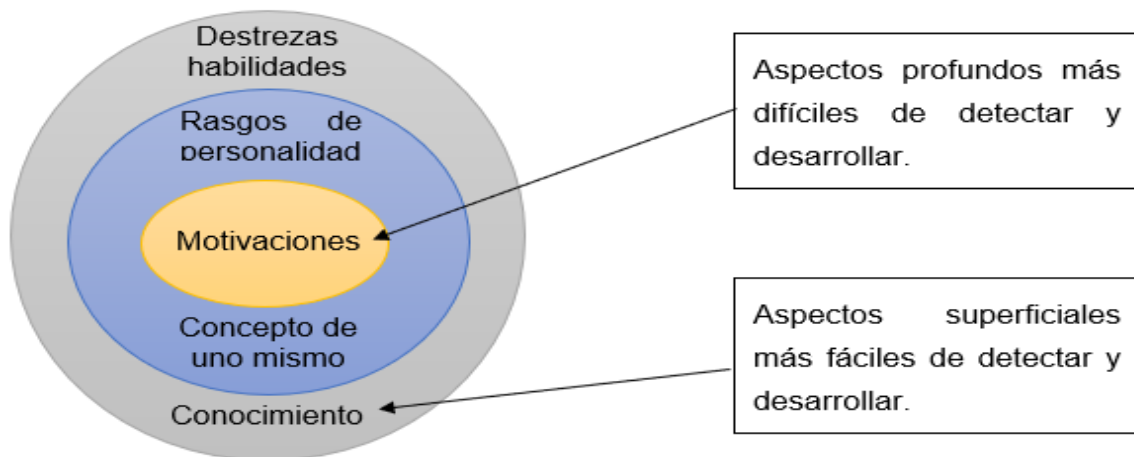 Destrezas
habilidades
Rasgos de
personalidad
Motivaciones
Concepto de
uno mismo
Conocimiento
Aspectos profundos más
difíciles de detectar y
desarrollar.
Aspectos superficiales
más fáciles de detectar y
desarrollar.